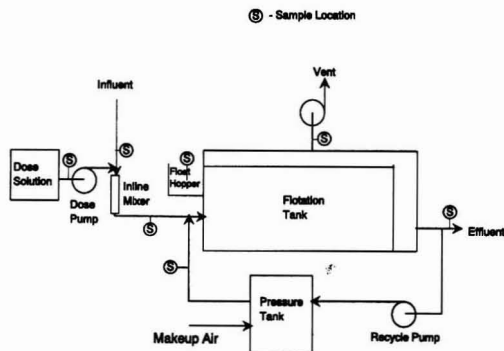 Ⓢ - Sample Location
Vent
Influent
Ⓢ
Ⓢ
Ⓢ
Ⓢ
Dose
Solution
Float
Hopper
Inline
Mixer
Dose
Pump
Flotation
Tank
Ⓢ
Ⓢ
Effluent
Ⓢ
Pressure
Tank
Makeup Air
Recycle Pump